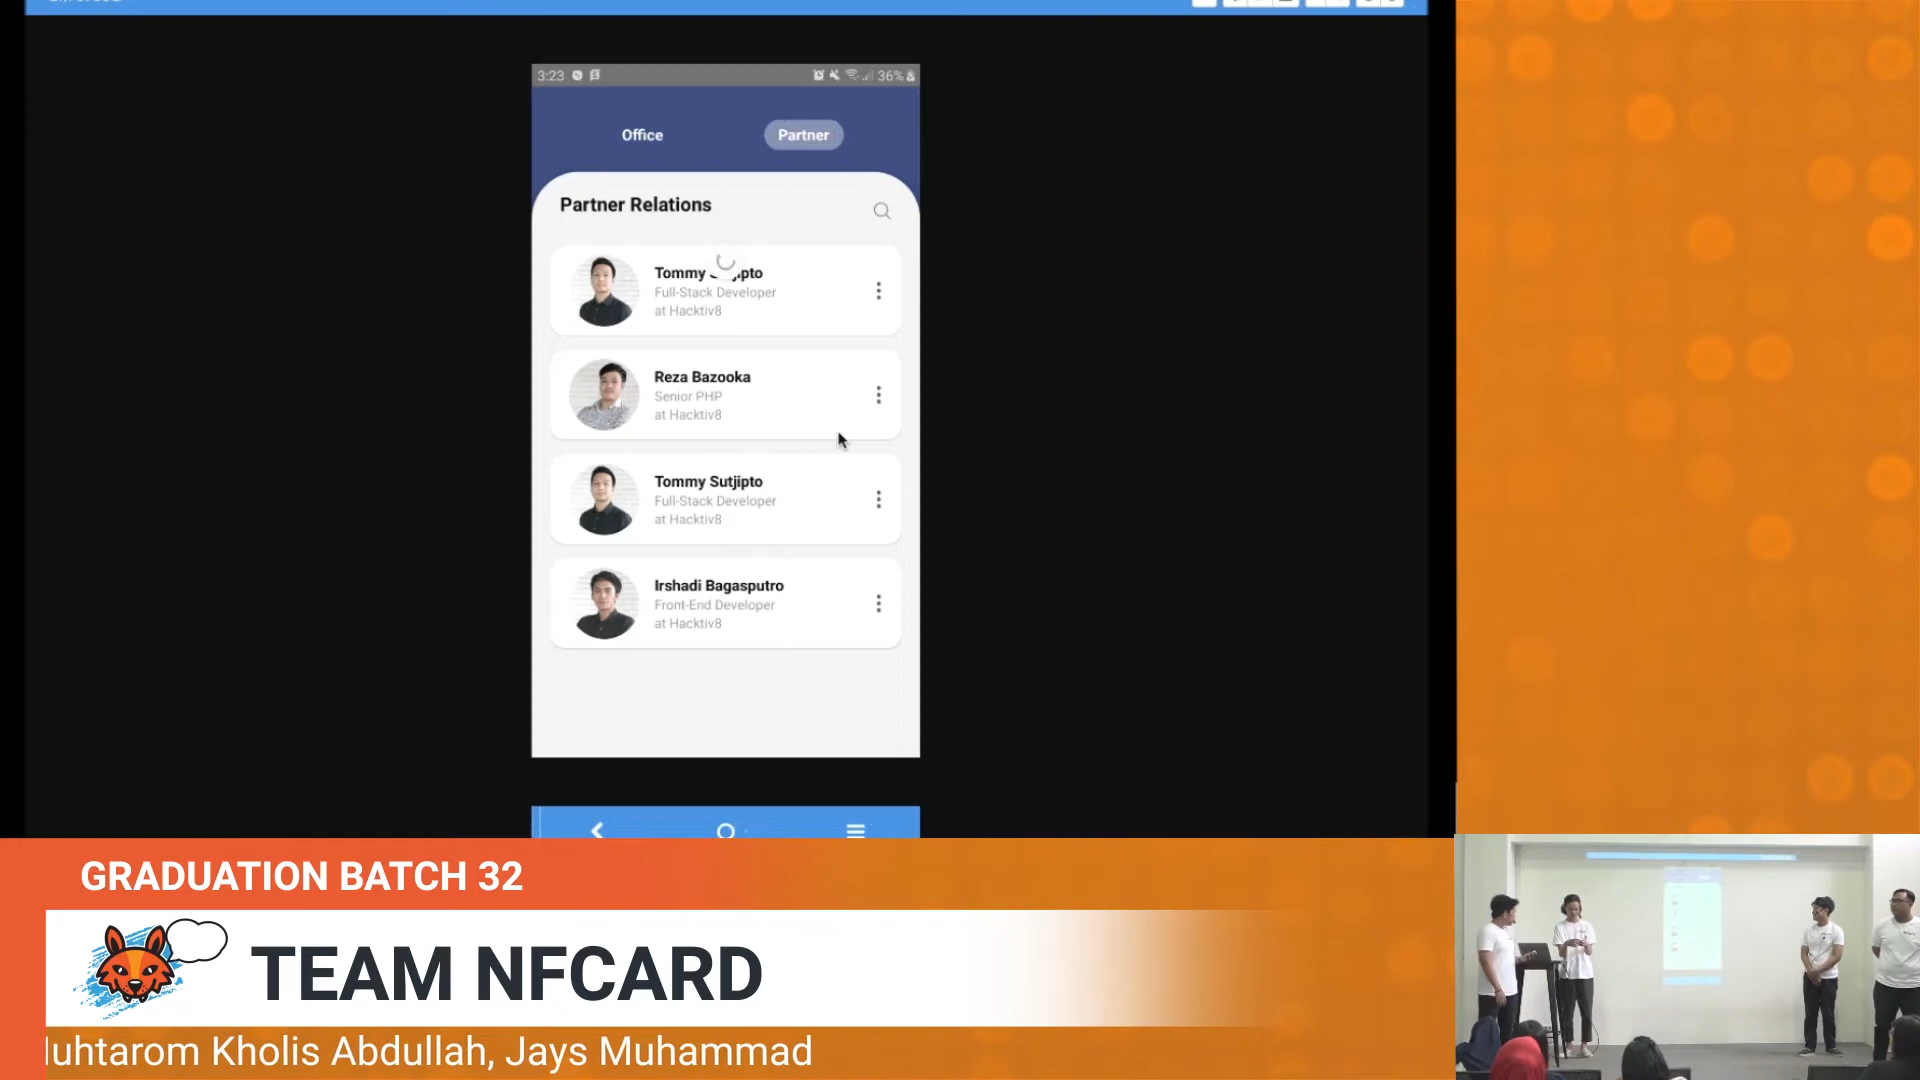 3:23
36%
Office
Partner
Partner Relations
Tommy
Full-Stack Developer
at Hacktiv8
Reza Bazooka
Senior PHP
at Hacktiv8
Tommy Sutjipto
Full-Stack Developer
at Hacktiv8
Irshadi Bagasputro
Front-End Developer
at Hacktiv8
GRADUATION BATCH 32
TEAM NFCARD
Kholis Abdullah, Jays Muhammad